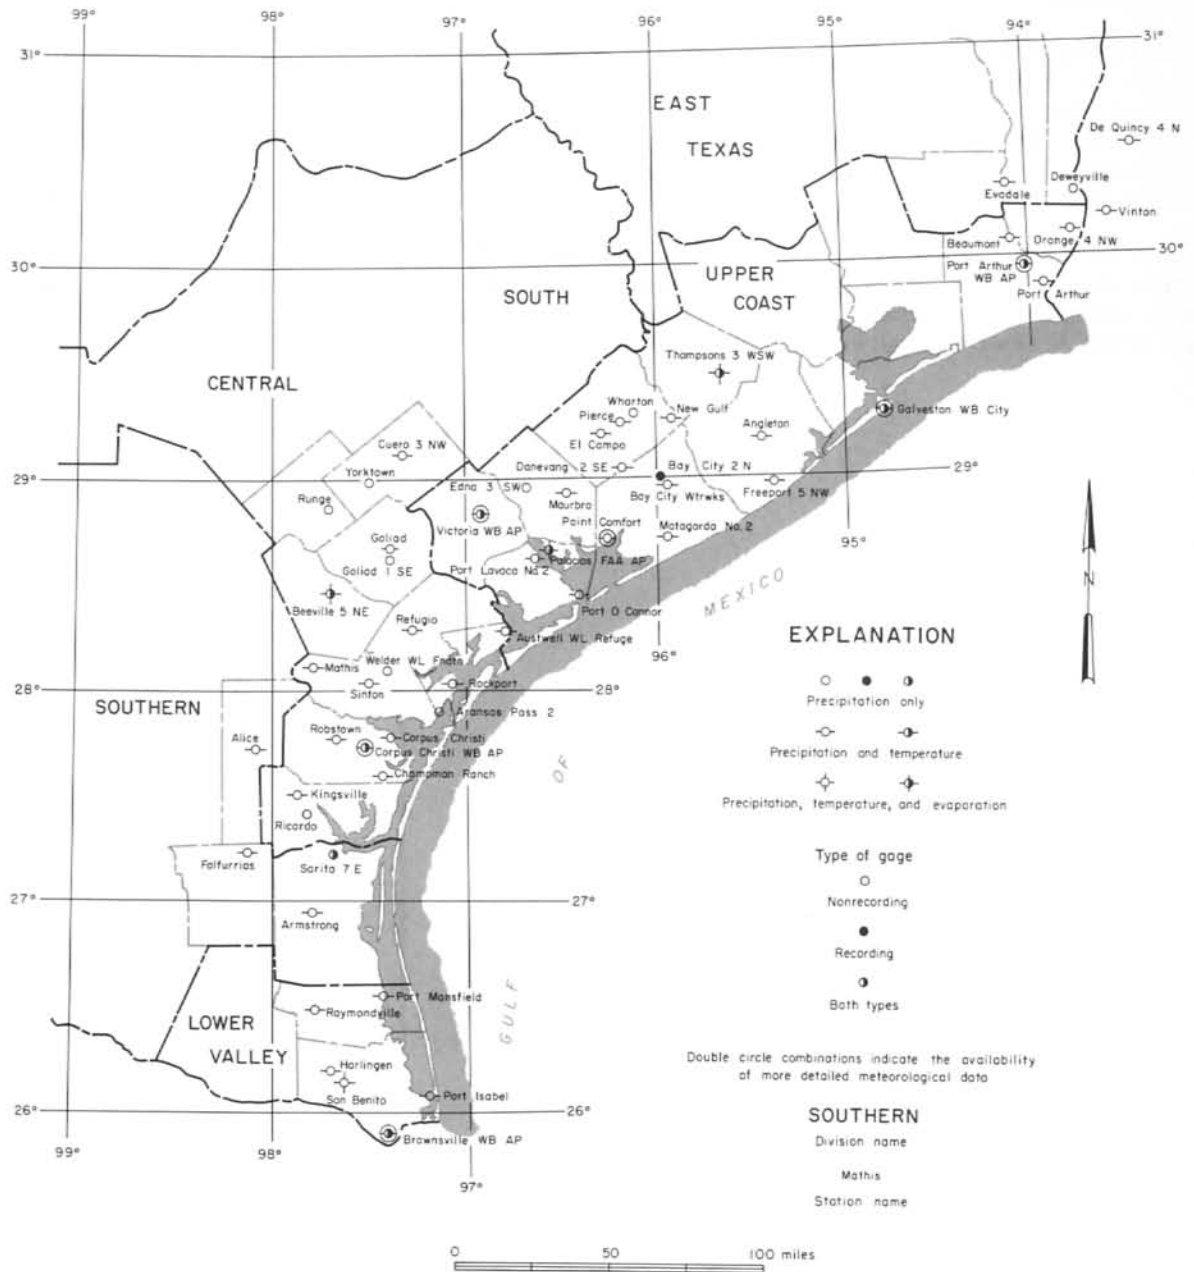 99° 98° 97° 96° 95° 94°
31° 31°
EAST
TEXAS
De Quincy 4 N
Evadale
Deweyville
Vinton
Beaumont
Orange 4 NW
30° 30°
Port Arthur
WB AP
Port Arthur
UPPER
COAST
SOUTH
CENTRAL
Thompsons 3 WSW
Wharton
Pierce
New Gulf
El Campo
Angleton
Galveston WB City
Cuero 3 NW
Yorktown
Runge
Danevang 2 SE
Bay City 2 N
29° 29°
Edna 3 SW
Maurbro
Bay City Wtrwks
Freeport 5 NW
Victoria WB AP
Point Comfort
Matagorda No. 2
Goliad
Goliad 1 SE
Port Lavaca No. 2
Palacios FAA AP
95°
Beeville 5 NE
Port O Connor
Refugio
Austwell WL Refuge
96°
Welder WL Fndtn
Mathis
Sinton
Rockport
28° 28°
SOUTHERN
Aransas Pass 2
Robstown
Alice
Corpus Christi
Corpus Christi WB AP
Chapman Ranch
Kingsville
Ricardo
Falfurrias
Sarita 7 E
27° 27°
Armstrong
Port Mansfield
Raymondville
LOWER
VALLEY
Harlingen
San Benito
Port Isabel
26° 26°
Brownsville WB AP
99° 98° 97°
GULF
OF
MEXICO
N
EXPLANATION
Precipitation only
Precipitation and temperature
Precipitation, temperature, and evaporation
Type of gage
Nonrecording
Recording
Both types
Double circle combinations indicate the availability
of more detailed meteorological data
SOUTHERN
Division name
Mathis
Station name
0 50 100 miles